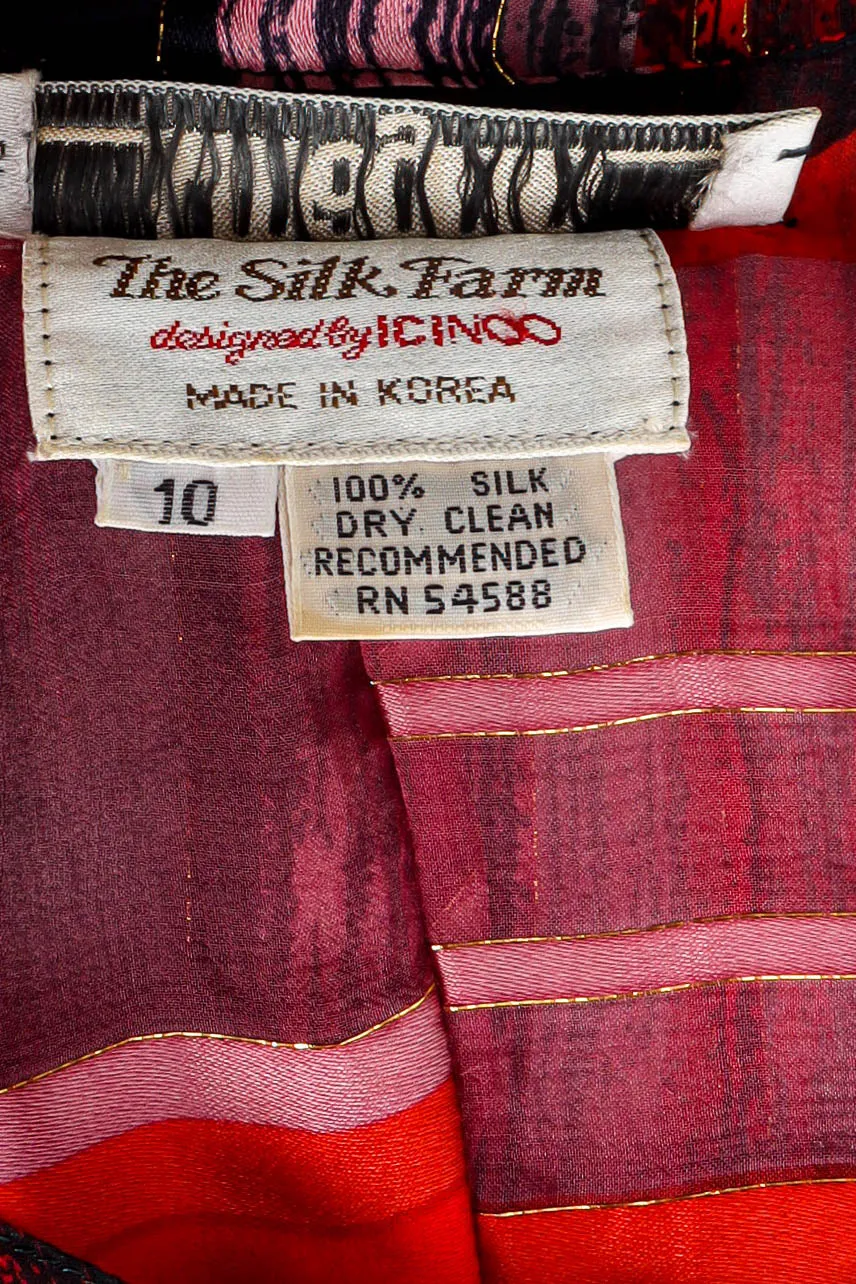 The Silk Farm
designed by ICINOO
MADE IN KOREA
10
100% SILK
DRY CLEAN
RECOMMENDED
RN 54588